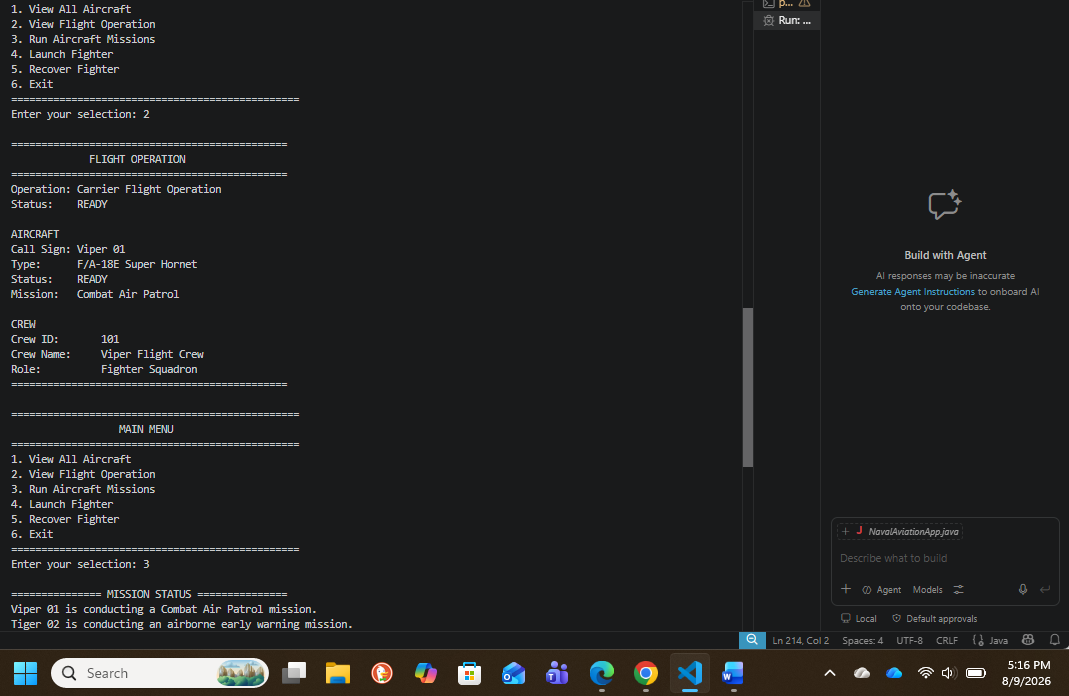 1. View All Aircraft
2. View Flight Operation
3. Run Aircraft Missions
4. Launch Fighter
5. Recover Fighter
6. Exit
================================================
Enter your selection: 2
==============================================
FLIGHT OPERATION
==============================================
Operation: Carrier Flight Operation
Status:    READY
AIRCRAFT
Call Sign: Viper 01
Type:      F/A-18E Super Hornet
Status:    READY
Mission:   Combat Air Patrol
CREW
Crew ID:       101
Crew Name:     Viper Flight Crew
Role:          Fighter Squadron
==============================================
================================================
MAIN MENU
================================================
1. View All Aircraft
2. View Flight Operation
3. Run Aircraft Missions
4. Launch Fighter
5. Recover Fighter
6. Exit
================================================
Enter your selection: 3
=============== MISSION STATUS ===============
Viper 01 is conducting a Combat Air Patrol mission.
Tiger 02 is conducting an airborne early warning mission.
p...
Run: ...
Build with Agent
AI responses may be inaccurate
Generate Agent Instructions to onboard AI
onto your codebase.
NavalAviationApp.java
Describe what to build
Agent Models
Local Default approvals
Ln 214, Col 2 Spaces: 4 UTF-8 CRLF {} Java
Search
5:16 PM
8/9/2026